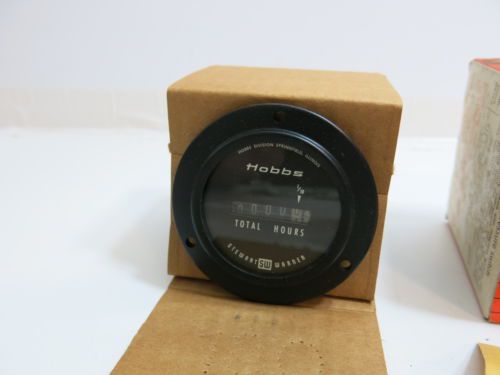 HOBBS DIVISION SPRINGFIELD, ILLINOIS
Hobbs
1/10
TOTAL HOURS
STEWART SW WARNER